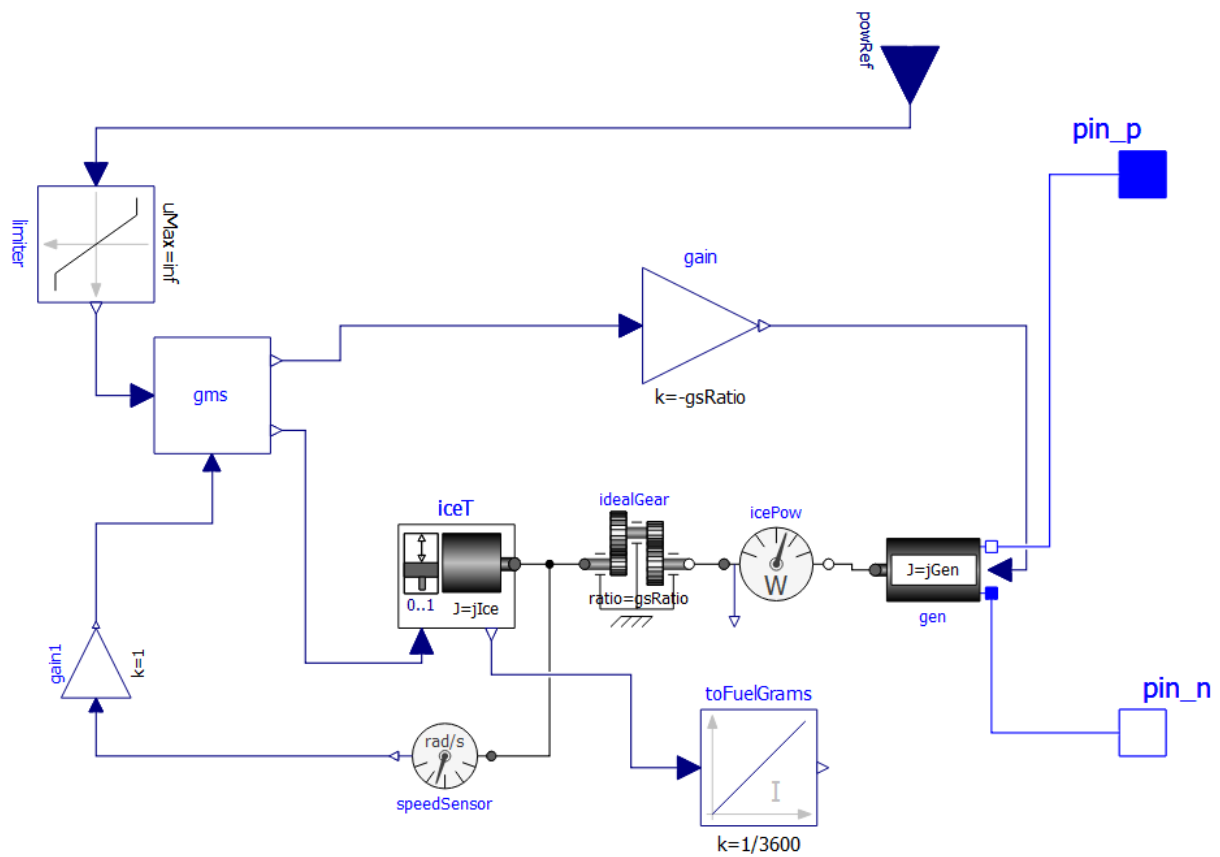 powRef
pin_p
limiter
uMax=inf
gain
k=-gsRatio
gms
iceT
0..1
J=jIce
idealGear
ratio=gsRatio
icePow
W
J=jGen
gen
gain1
k=1
rad/s
speedSensor
toFuelGrams
I
k=1/3600
pin_n